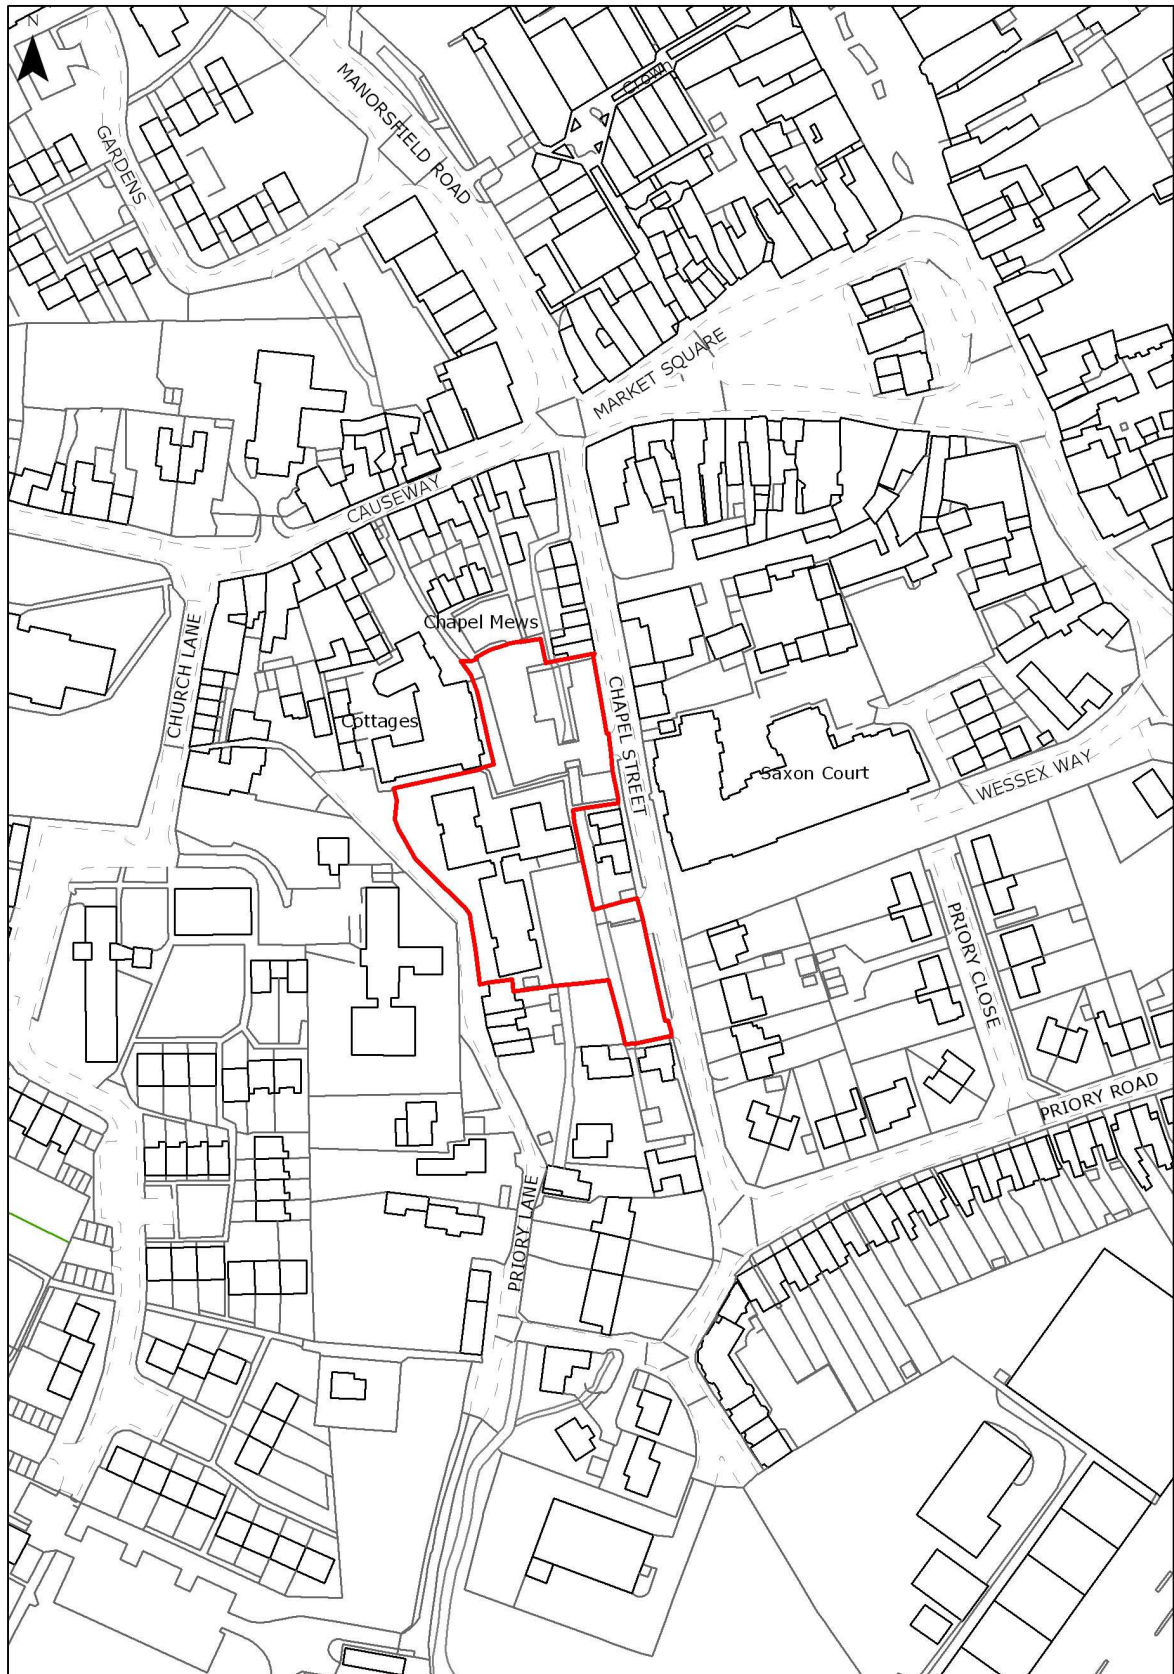 N
MANORSFIELD ROAD
Crown
GARDENS
MARKET SQUARE
CAUSEWAY
Chapel Mews
CHURCH LANE
CHAPEL STREET
Cottages
Saxon Court
WESSEX WAY
PRIORY CLOSE
PRIORY ROAD
PRIORY LANE